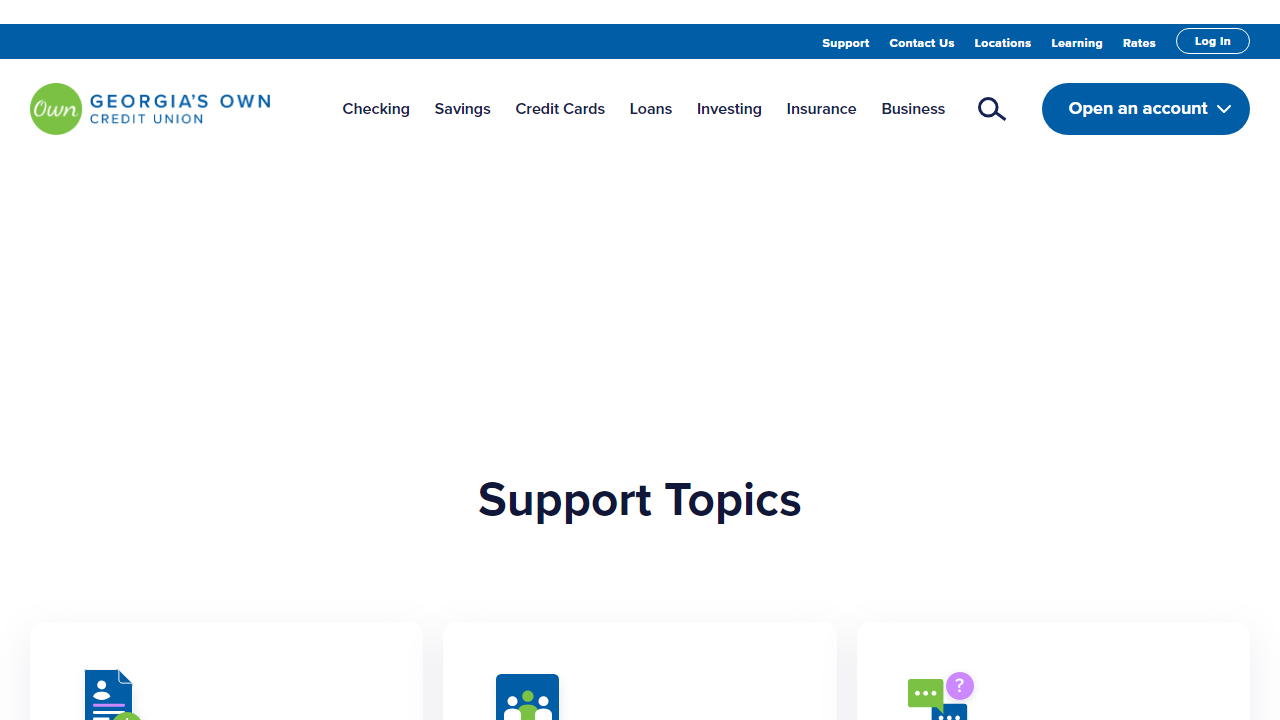 Support Contact Us Locations Learning Rates Log In
Own GEORGIA'S OWN
CREDIT UNION
Checking Savings Credit Cards Loans Investing Insurance Business Open an account
Support Topics
?